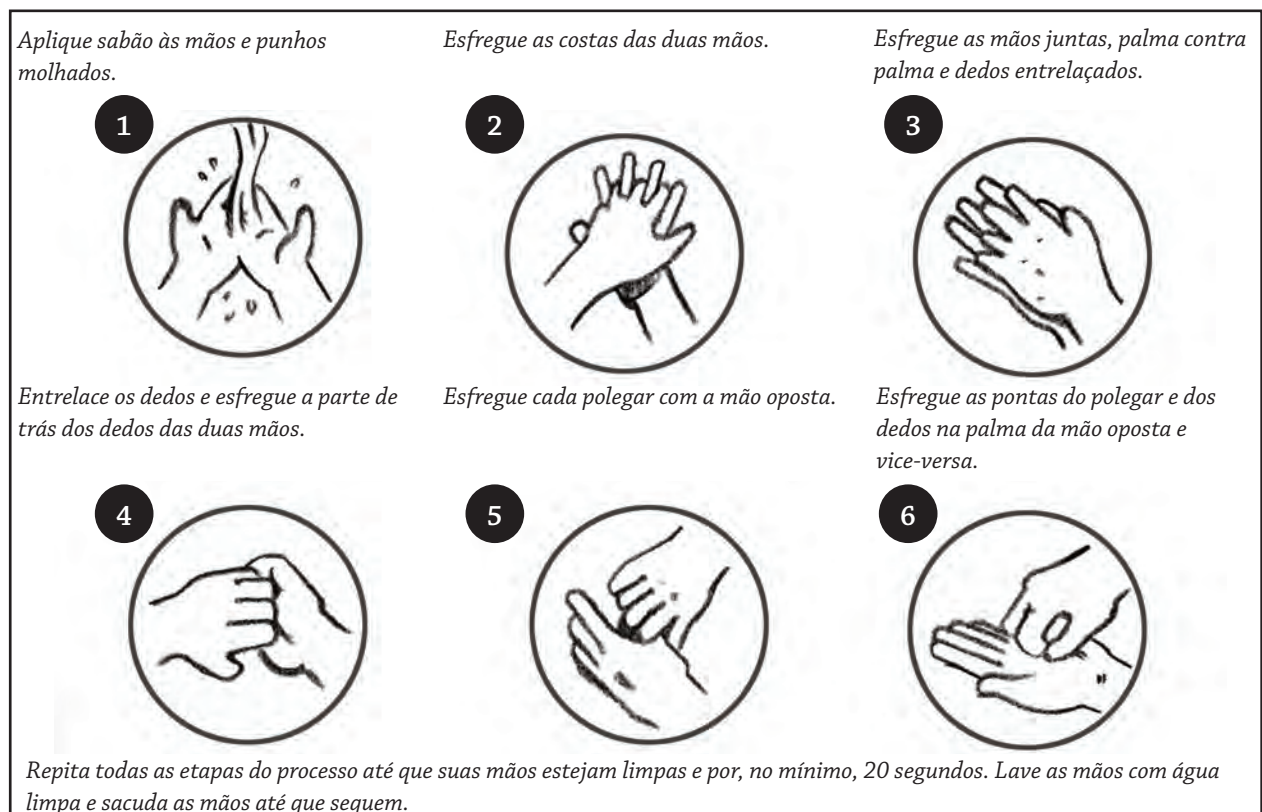 Aplique sabão às mãos e punhos
molhados.
1
Esfregue as costas das duas mãos.
2
Esfregue as mãos juntas, palma contra
palma e dedos entrelaçados.
3
Entrelace os dedos e esfregue a parte de
trás dos dedos das duas mãos.
4
Esfregue cada polegar com a mão oposta.
5
Esfregue as pontas do polegar e dos
dedos na palma da mão oposta e
vice-versa.
6
Repita todas as etapas do processo até que suas mãos estejam limpas e por, no mínimo, 20 segundos. Lave as mãos com água
limpa e sacuda as mãos até que sequem.